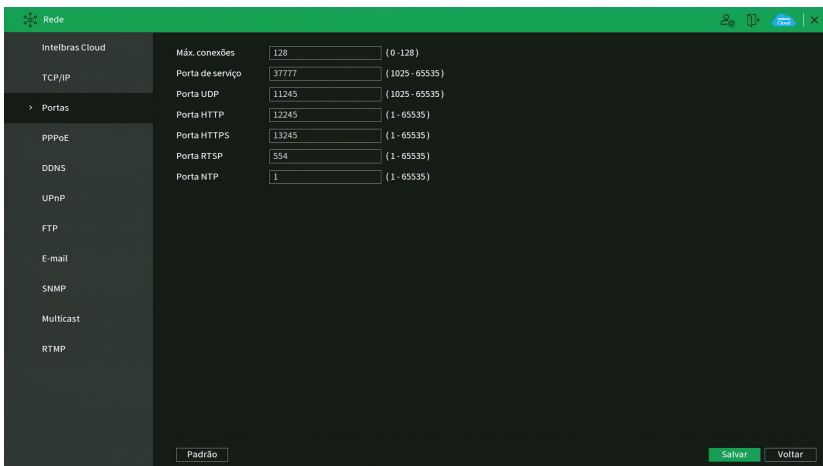 Rede
Cloud
Intelbras Cloud
TCP/IP
> Portas
PPPoE
DDNS
UPnP
FTP
E-mail
SNMP
Multicast
RTMP
Máx. conexões 128 (0-128)
Porta de serviço 37777 (1025-65535)
Porta UDP 11245 (1025-65535)
Porta HTTP 12245 (1-65535)
Porta HTTPS 13245 (1-65535)
Porta RTSP 554 (1-65535)
Porta NTP 1 (1-65535)
Padrão Salvar Voltar